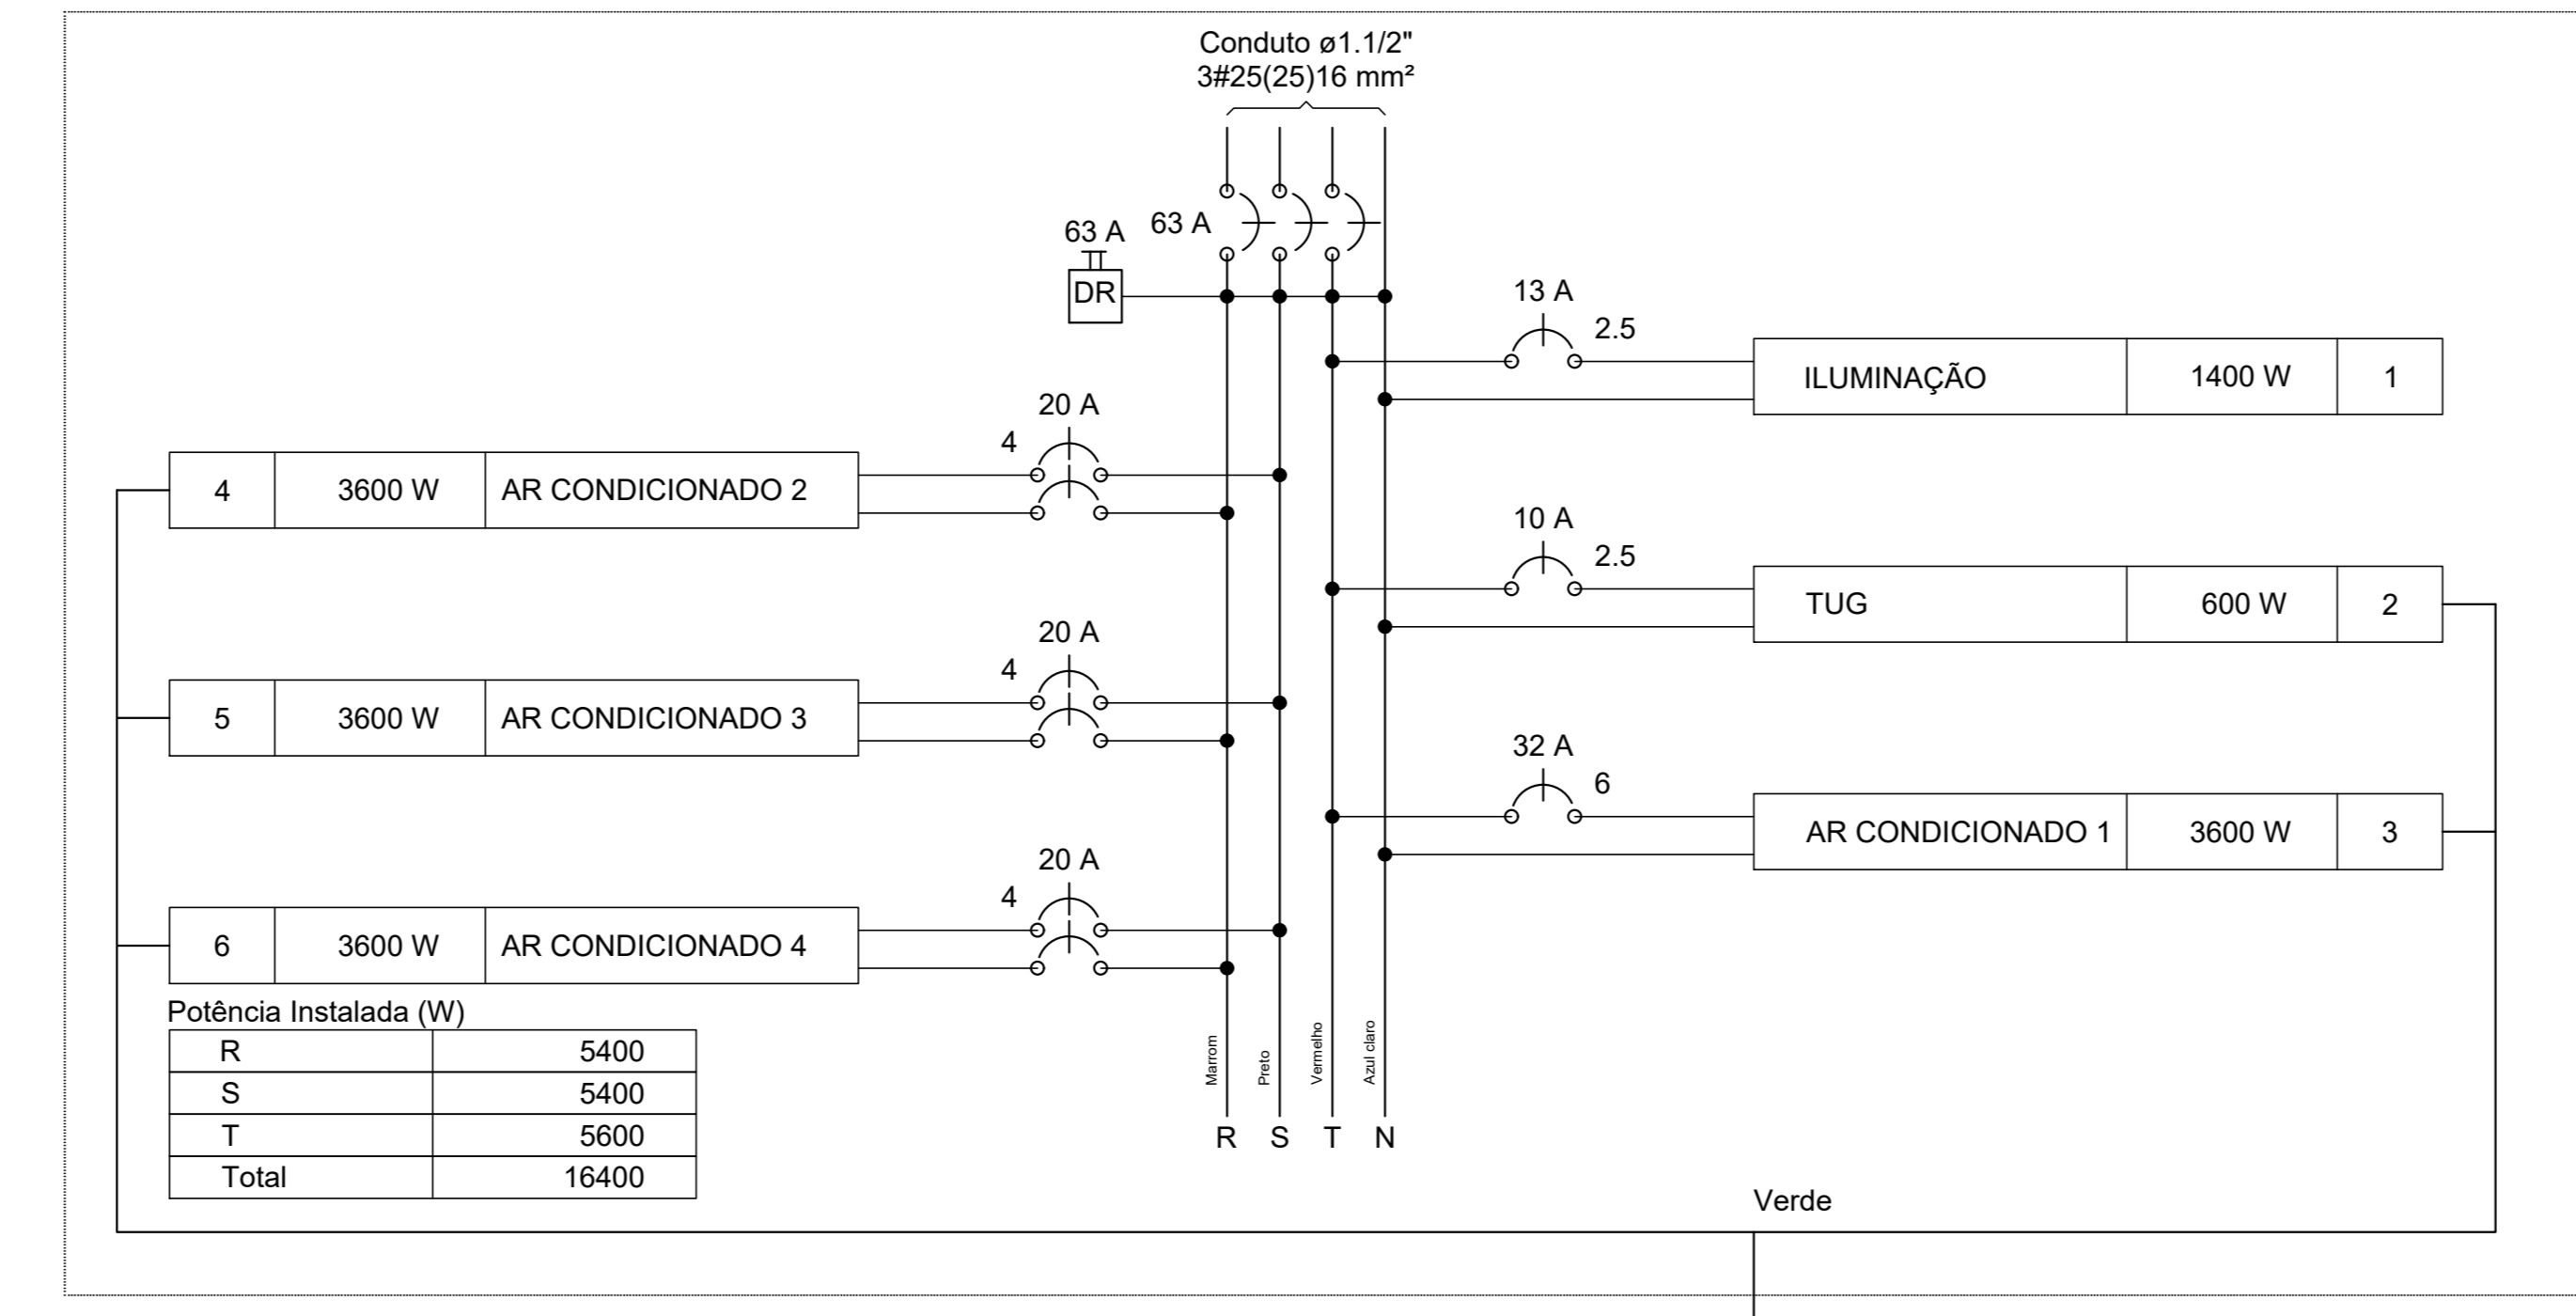 Conduto ø1.1/2"
3#25(25)16 mm²
63 A
63 A
DR
13 A
2.5
ILUMINAÇÃO 1400 W 1
20 A
4
4 3600 W AR CONDICIONADO 2
10 A
2.5
TUG 600 W 2
20 A
4
5 3600 W AR CONDICIONADO 3
32 A
6
AR CONDICIONADO 1 3600 W 3
20 A
4
6 3600 W AR CONDICIONADO 4
Potência Instalada (W)
R 5400
S 5400
T 5600
Total 16400
Marrom
Preto
Vermelho
Azul claro
R S T N
Verde